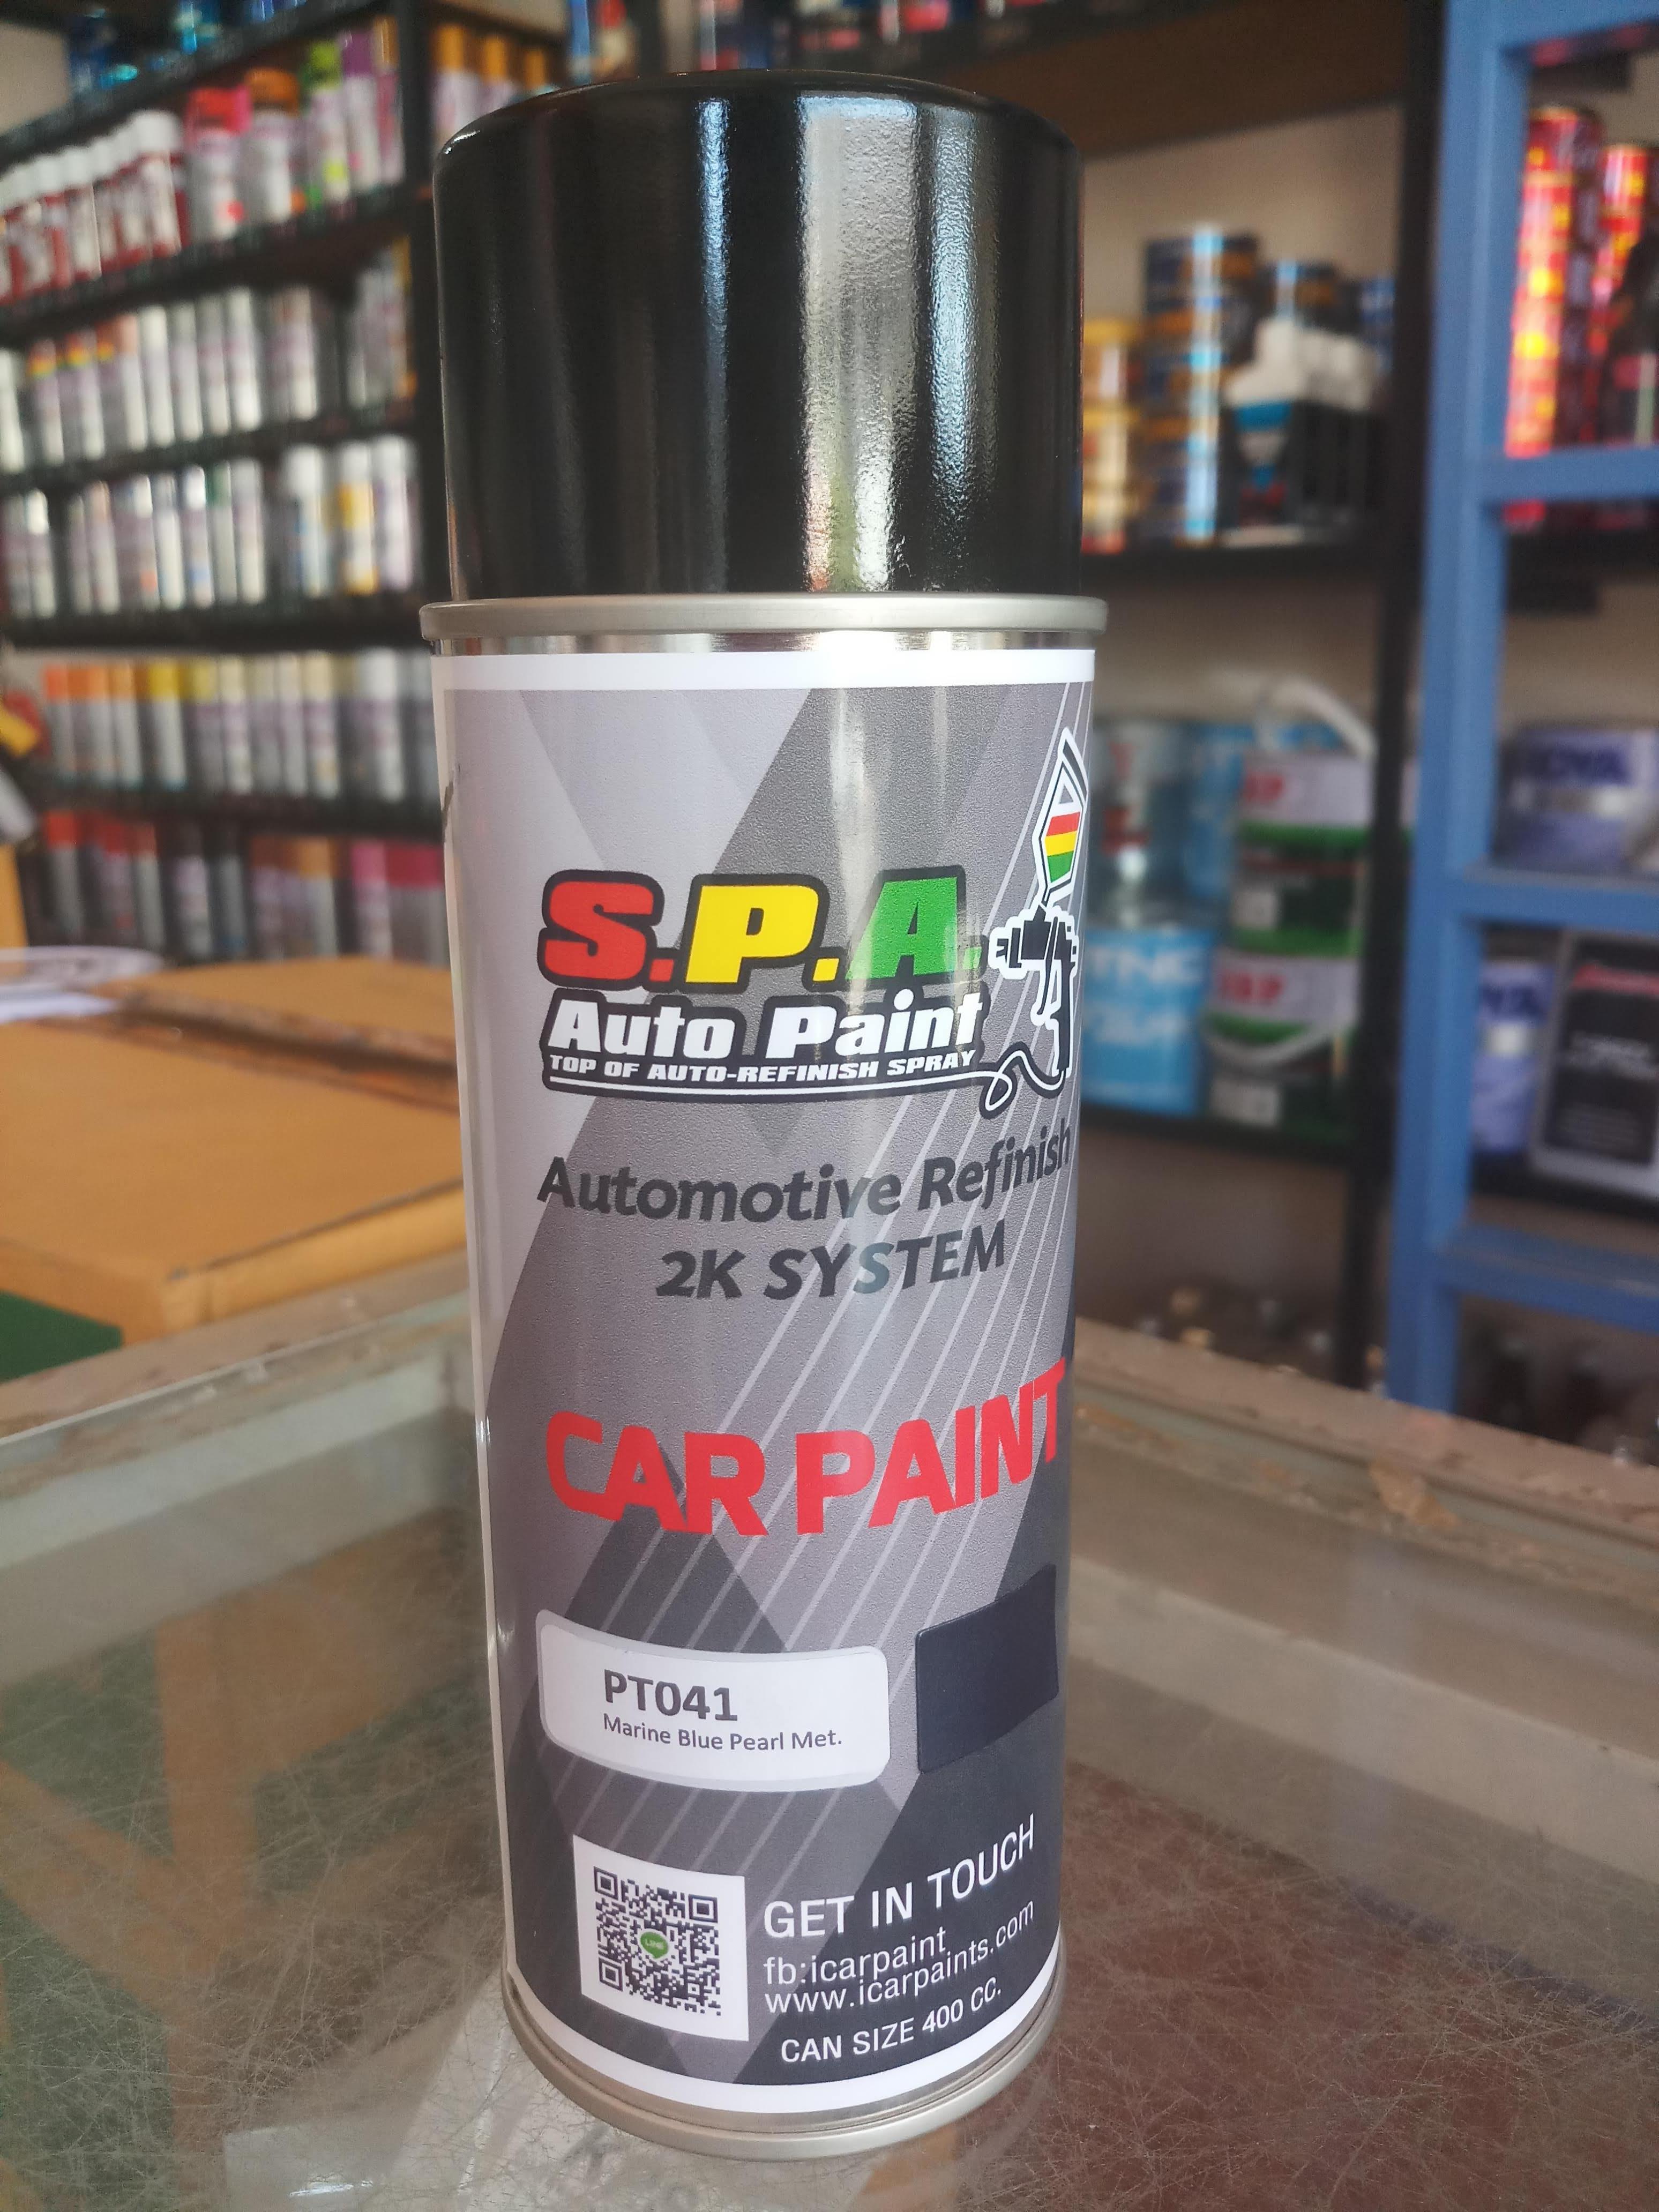 S.P.A.
Auto Paint
TOP OF AUTO-REFINISH SPRAY
Automotive Refinish
2K SYSTEM
CAR PAINT
PT041
Marine Blue Pearl Met.
LINE
GET IN TOUCH
fb:icarpaint
www.icarpaints.com
CAN SIZE 400 CC.